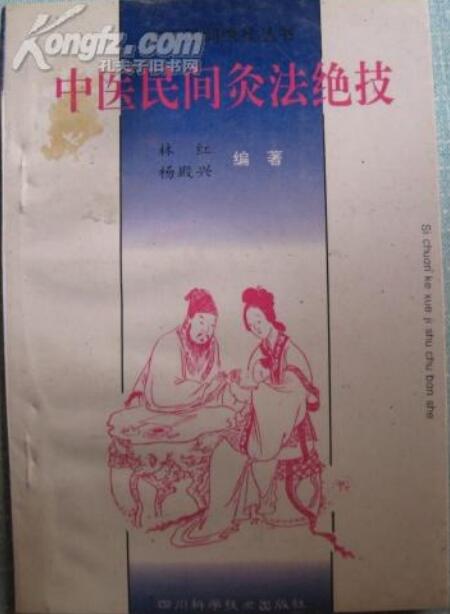 Kongfz.com
孔夫子旧书网
中医民间灸法绝技
林 红
杨殿兴
编著
Si chuan ke xue ji shu chu ban she
四川科学技术出版社